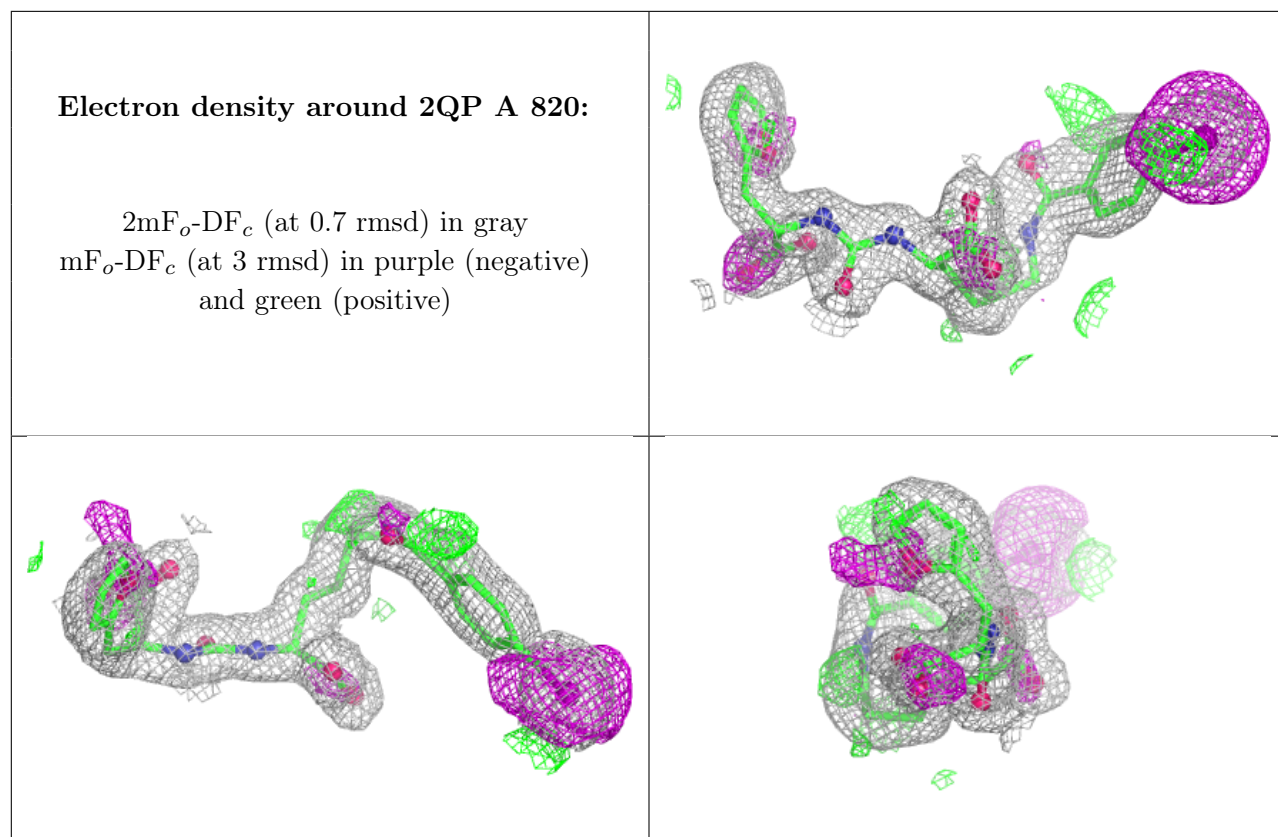 Electron density around 2QP A 820:
2mFₒ-DF𝒸 (at 0.7 rmsd) in gray
mFₒ-DF𝒸 (at 3 rmsd) in purple (negative)
and green (positive)